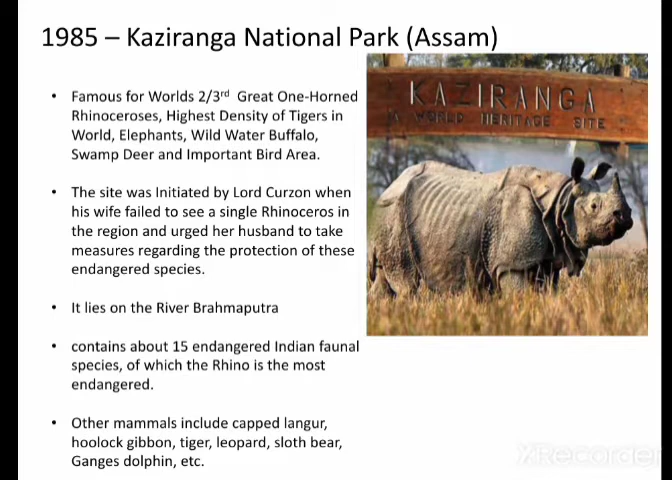 1985 – Kaziranga National Park (Assam)
• Famous for Worlds 2/3rd Great One-Horned
Rhinoceroses, Highest Density of Tigers in
World, Elephants, Wild Water Buffalo,
Swamp Deer and Important Bird Area.
• The site was Initiated by Lord Curzon when
his wife failed to see a single Rhinoceros in
the region and urged her husband to take
measures regarding the protection of these
endangered species.
• It lies on the River Brahmaputra
• contains about 15 endangered Indian faunal
species, of which the Rhino is the most
endangered.
• Other mammals include capped langur,
hoolock gibbon, tiger, leopard, sloth bear,
Ganges dolphin, etc.
KAZIRANGA
A WORLD HERITAGE SITE
XRecorder